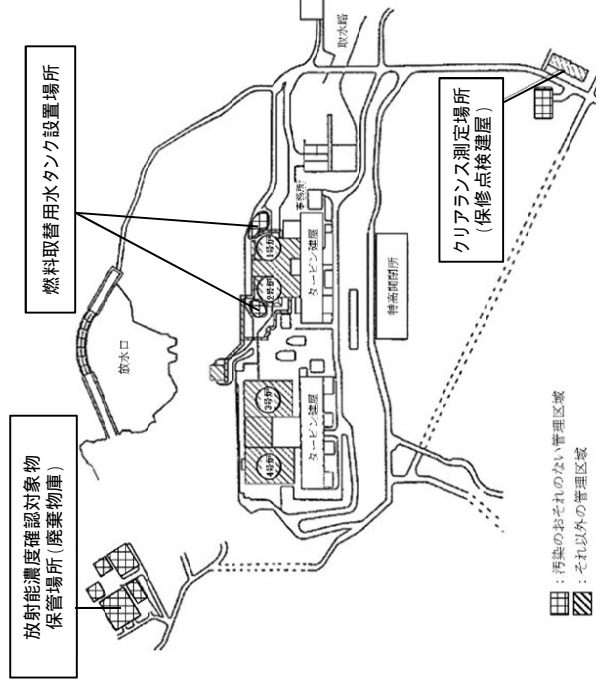 放射能濃度確認対象物
保管場所(廃棄物庫)
燃料取替用水タンク設置場所
クリアランス測定場所
(保修点検建屋)
放水口
取水路
事務所
4号炉
3号炉
2号炉
1号炉
タービン建屋
タービン建屋
特高開閉所
:汚染のおそれのない管理区域
:それ以外の管理区域